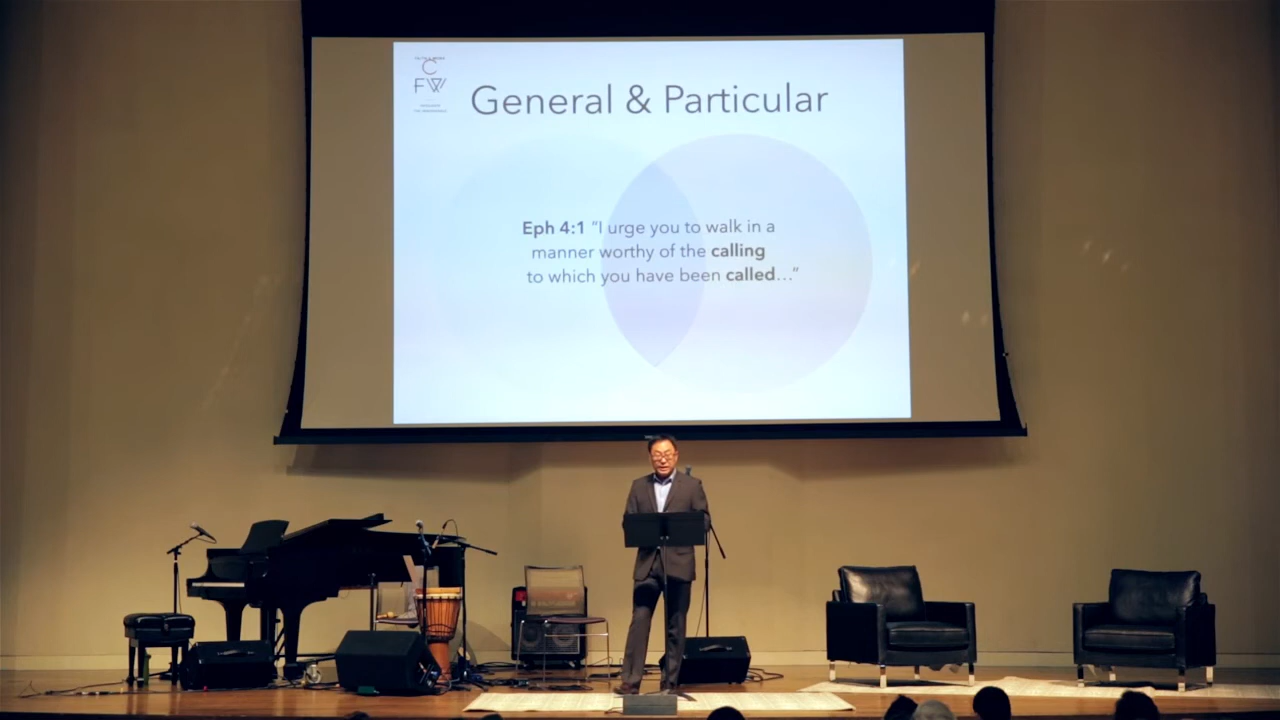 C
FW
General & Particular
Eph 4:1 “I urge you to walk in a
manner worthy of the calling
to which you have been called…”